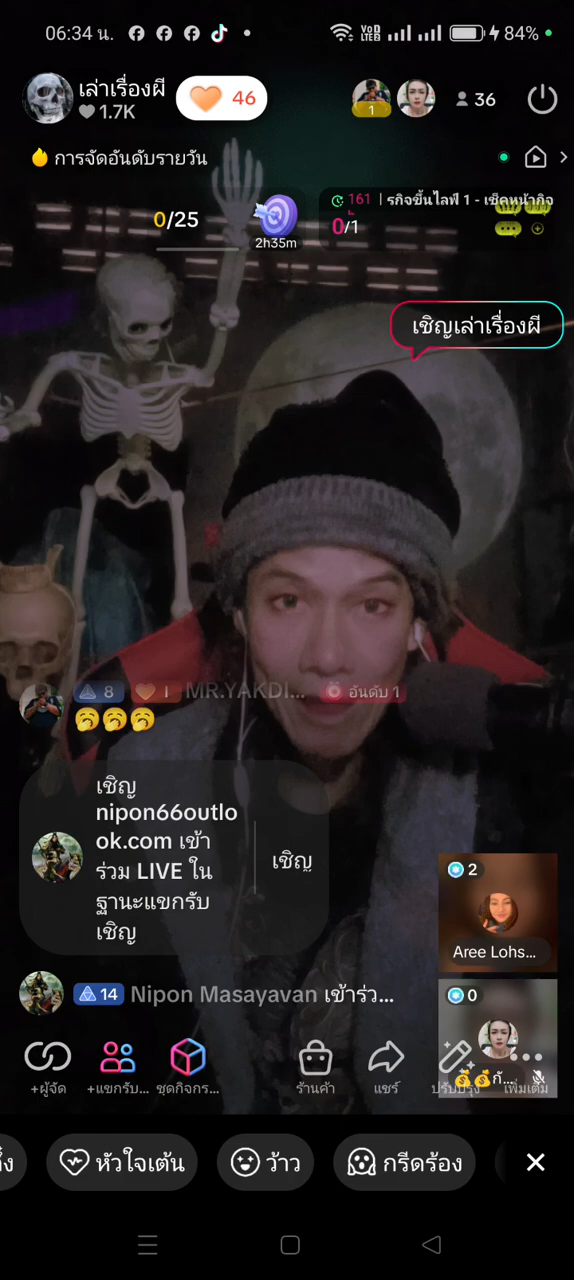 06:34 น.
VoD LTEB
84%
เล่าเรื่องผี
1.7K
46
1
36
การจัดอันดับรายวัน
0/25
2h35m
161 | รกิจขึ้นไลฟ์ 1 - เช็คหน้ากิจ
0/1
เชิญเล่าเรื่องผี
8
1
MR.YAKDI...
อันดับ 1
เชิญ
nipon66outlo
ok.com เข้า
ร่วม LIVE ใน
ฐานะแขกรับ
เชิญ
เชิญ
2
Aree Lohs...
14 Nipon Masayavan เข้าร่ว...
0
กั...
+ผู้จัด
+แขกรับ...
ชุดกิจกร...
ร้านค้า
แชร์
ปรับปรุง
เพิ่มเติม
หัวใจเต้น
ว้าว
กรีดร้อง